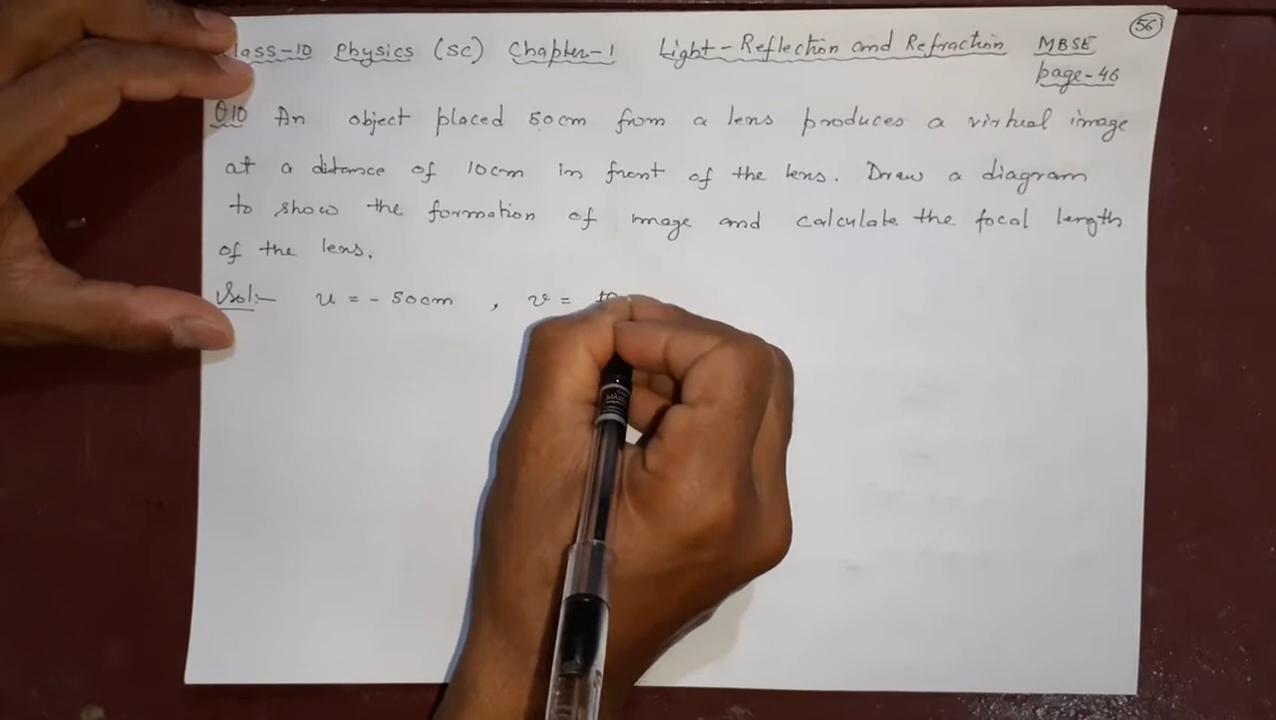 56
lass-10 Physics (SC) Chapter-1 Light - Reflection and Refraction MBSE
page-46
Q10 An object placed 50cm from a lens produces a virtual image
at a distance of 10cm in front of the lens. Draw a diagram
to show the formation of image and calculate the focal length
of the lens.
Sol:- u = - 50cm , v = 10